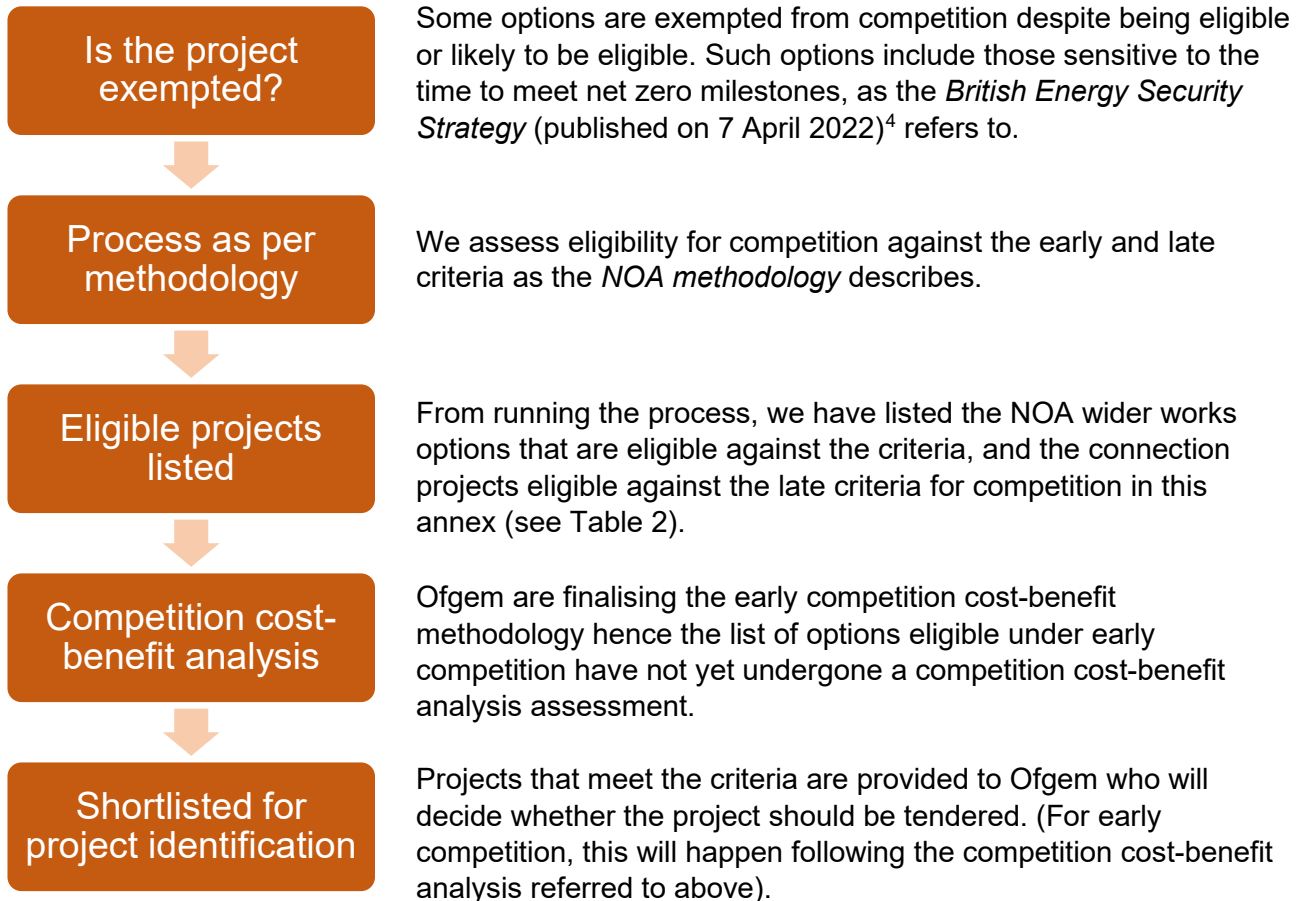 Is the project
exempted?
Some options are exempted from competition despite being eligible
or likely to be eligible. Such options include those sensitive to the
time to meet net zero milestones, as the British Energy Security
Strategy (published on 7 April 2022)4 refers to.
Process as per
methodology
We assess eligibility for competition against the early and late
criteria as the NOA methodology describes.
Eligible projects
listed
From running the process, we have listed the NOA wider works
options that are eligible against the criteria, and the connection
projects eligible against the late criteria for competition in this
annex (see Table 2).
Competition cost-
benefit analysis
Ofgem are finalising the early competition cost-benefit
methodology hence the list of options eligible under early
competition have not yet undergone a competition cost-benefit
analysis assessment.
Shortlisted for
project identification
Projects that meet the criteria are provided to Ofgem who will
decide whether the project should be tendered. (For early
competition, this will happen following the competition cost-benefit
analysis referred to above).